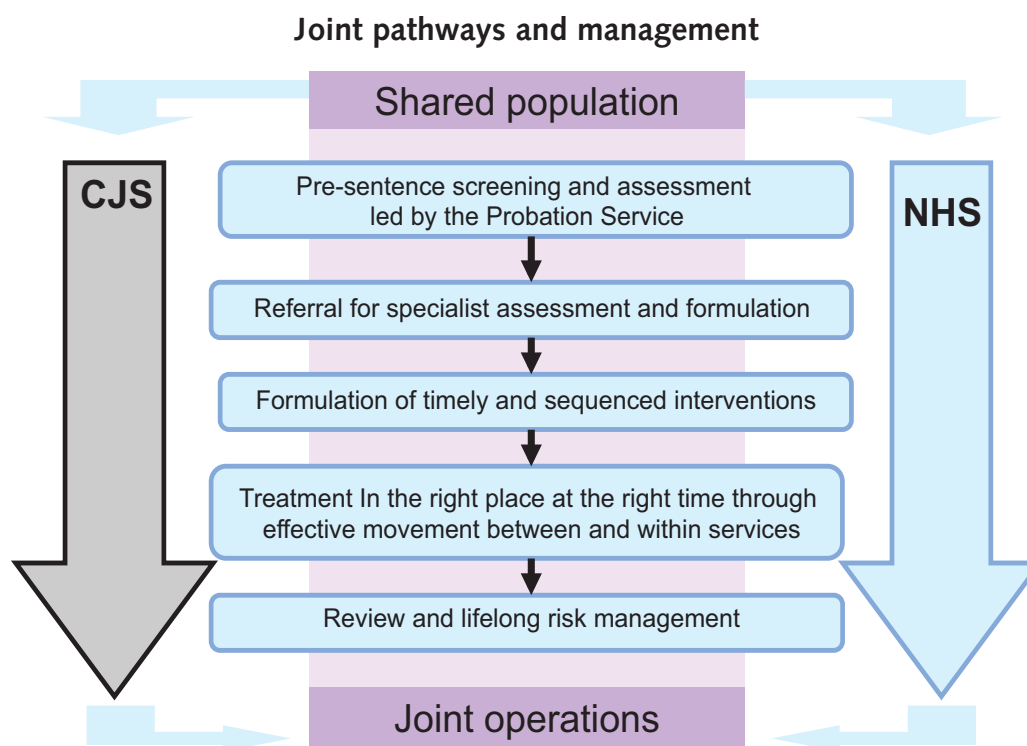 Joint pathways and management
Shared population
CJS
NHS
Pre-sentence screening and assessment
led by the Probation Service
Referral for specialist assessment and formulation
Formulation of timely and sequenced interventions
Treatment In the right place at the right time through
effective movement between and within services
Review and lifelong risk management
Joint operations